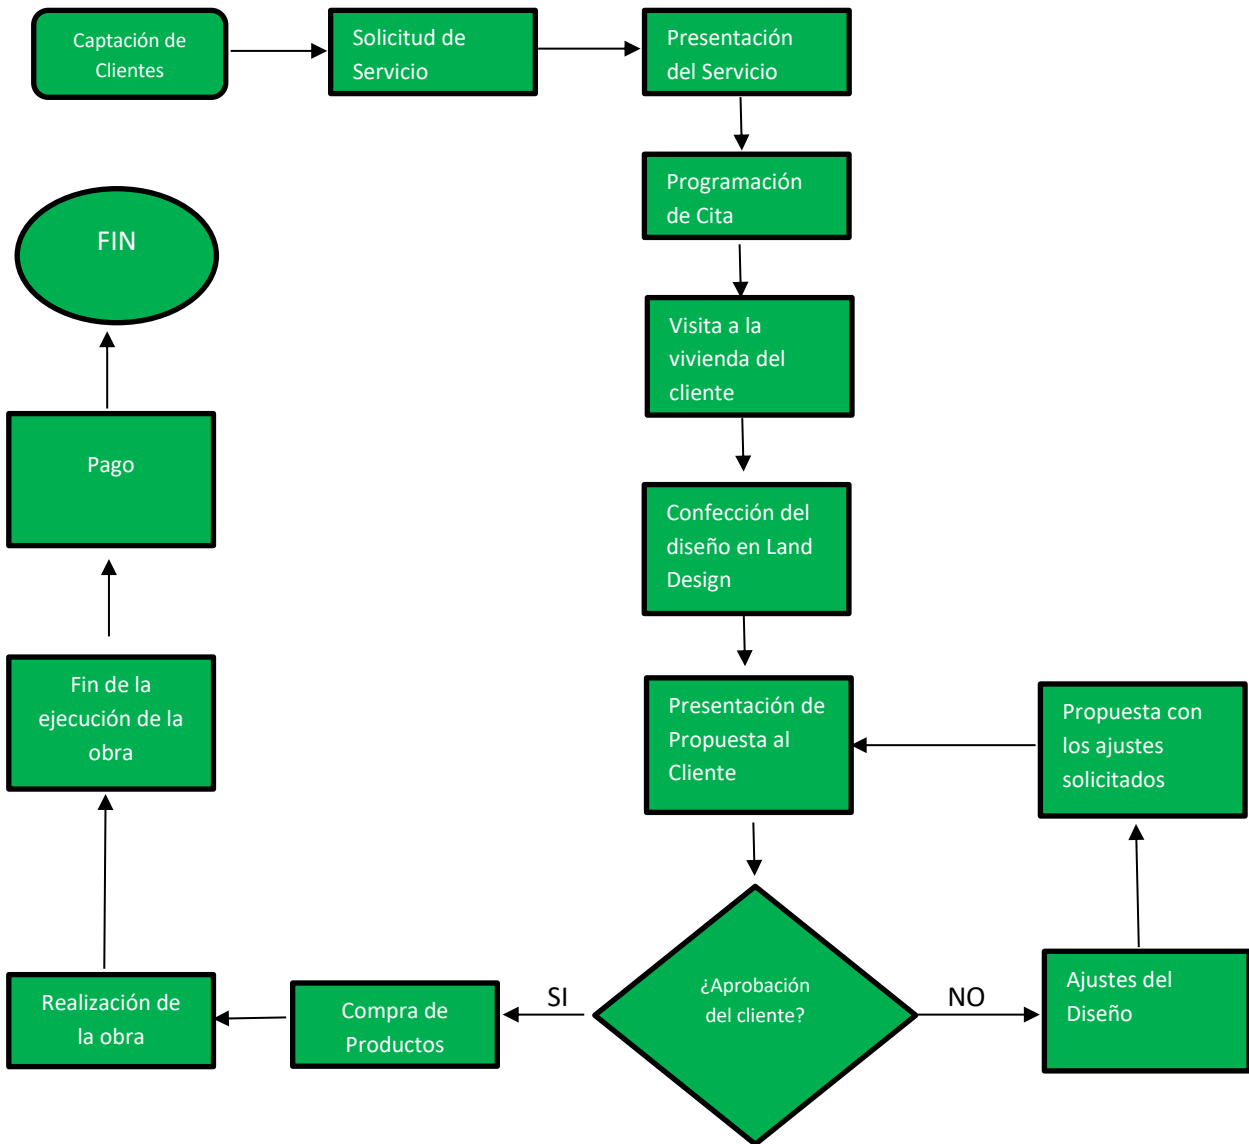 Captación de
Clientes
Solicitud de
Servicio
Presentación
del Servicio
Programación
de Cita
Visita a la
vivienda del
cliente
Confección del
diseño en Land
Design
Presentación de
Propuesta al
Cliente
¿Aprobación
del cliente?
NO
Ajustes del
Diseño
Propuesta con
los ajustes
solicitados
SI
Compra de
Productos
Realización de
la obra
Fin de la
ejecución de la
obra
Pago
FIN